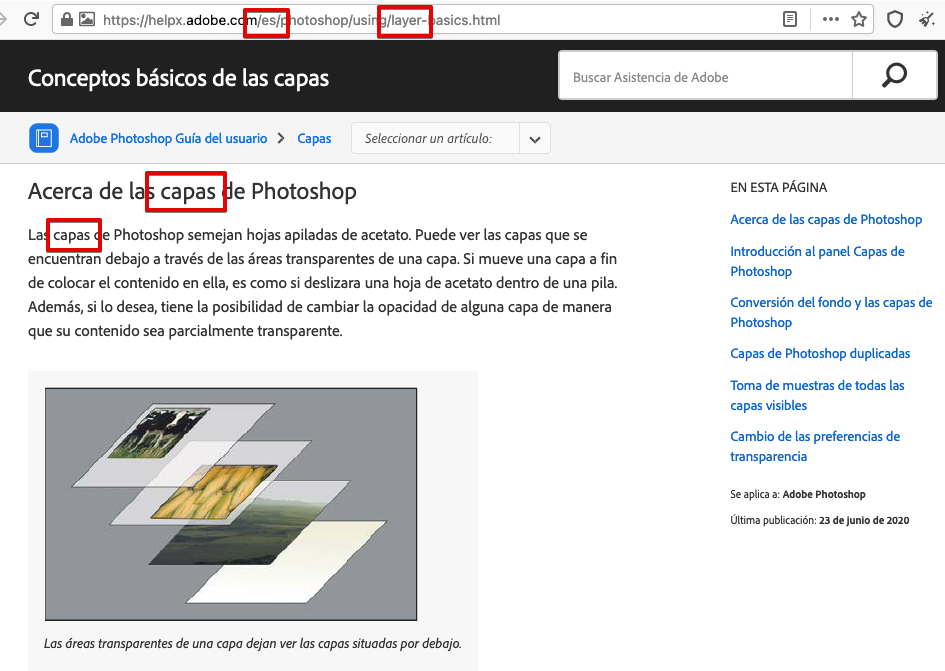 https://helpx.adobe.com/es/photoshop/using/layer-basics.html
Conceptos básicos de las capas
Buscar Asistencia de Adobe
Adobe Photoshop Guía del usuario
Capas
Seleccionar un artículo:
Acerca de las capas de Photoshop
Las capas de Photoshop semejan hojas apiladas de acetato. Puede ver las capas que se
encuentran debajo a través de las áreas transparentes de una capa. Si mueve una capa a fin
de colocar el contenido en ella, es como si deslizara una hoja de acetato dentro de una pila.
Además, si lo desea, tiene la posibilidad de cambiar la opacidad de alguna capa de manera
que su contenido sea parcialmente transparente.
Las áreas transparentes de una capa dejan ver las capas situadas por debajo.
EN ESTA PÁGINA
Acerca de las capas de Photoshop
Introducción al panel Capas de
Photoshop
Conversión del fondo y las capas de
Photoshop
Capas de Photoshop duplicadas
Toma de muestras de todas las
capas visibles
Cambio de las preferencias de
transparencia
Se aplica a: Adobe Photoshop
Última publicación: 23 de junio de 2020